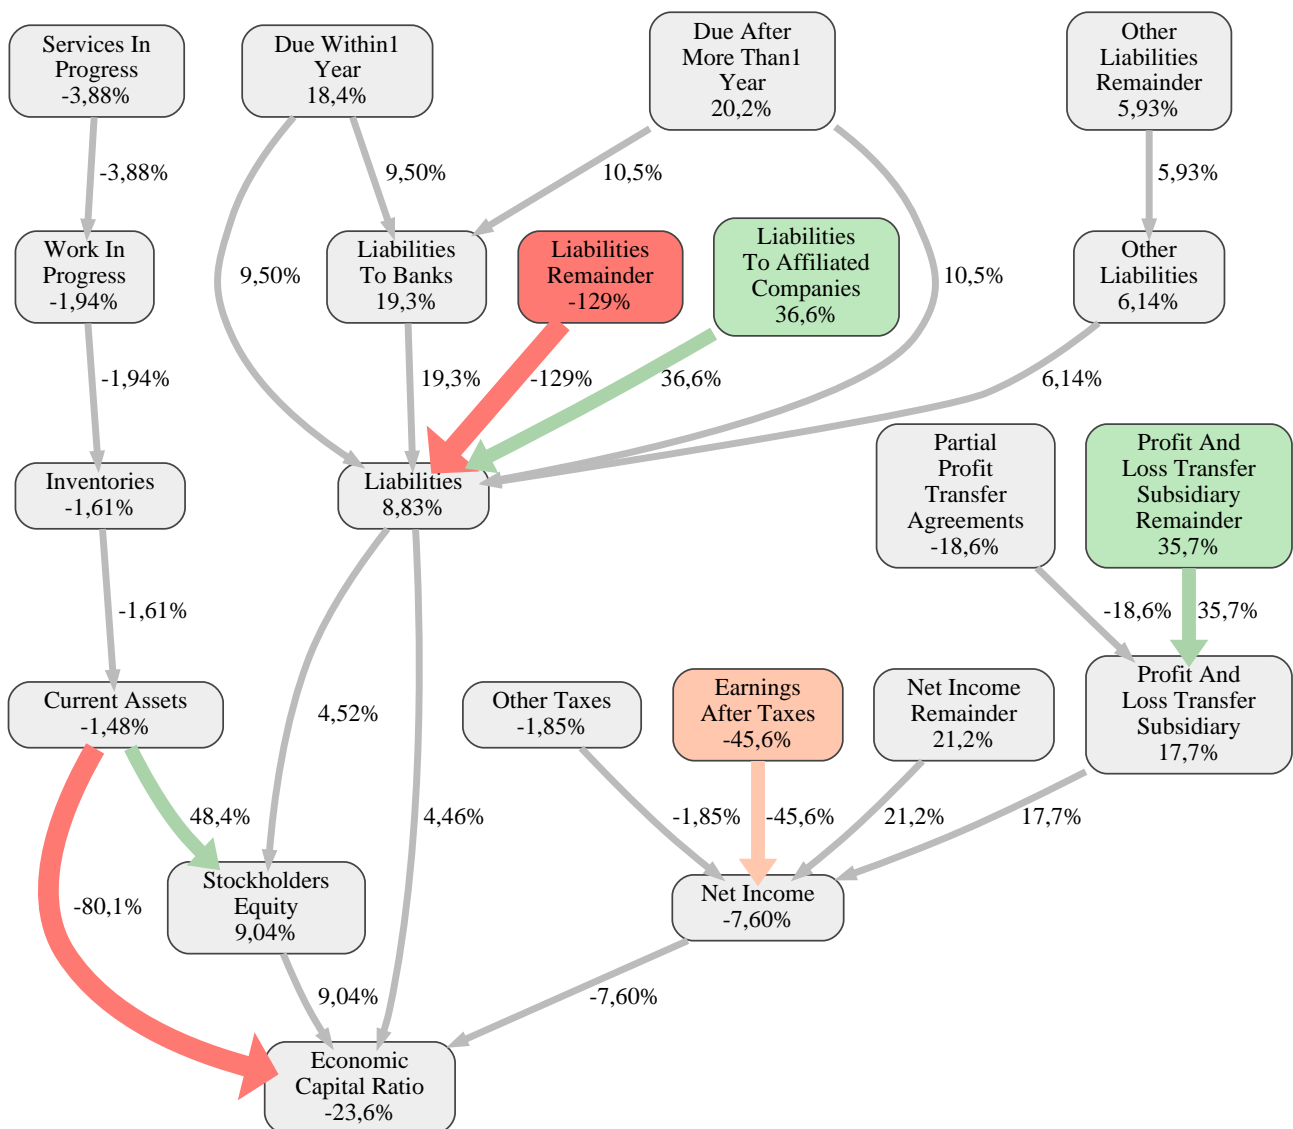 Services In
Progress
-3,88%
Due Within1
Year
18,4%
Due After
More Than1
Year
20,2%
Other
Liabilities
Remainder
5,93%
-3,88%
9,50%
10,5%
5,93%
Work In
Progress
-1,94%
9,50%
Liabilities
To Banks
19,3%
Liabilities
Remainder
-129%
Liabilities
To Affiliated
Companies
36,6%
10,5%
Other
Liabilities
6,14%
-1,94%
19,3%
-129%
36,6%
6,14%
Inventories
-1,61%
Liabilities
8,83%
Partial
Profit
Transfer
Agreements
-18,6%
Profit And
Loss Transfer
Subsidiary
Remainder
35,7%
-1,61%
-18,6%
35,7%
Current Assets
-1,48%
4,52%
Other Taxes
-1,85%
Earnings
After Taxes
-45,6%
Net Income
Remainder
21,2%
Profit And
Loss Transfer
Subsidiary
17,7%
48,4%
4,46%
-1,85%
-45,6%
21,2%
17,7%
-80,1%
Stockholders
Equity
9,04%
Net Income
-7,60%
9,04%
-7,60%
Economic
Capital Ratio
-23,6%